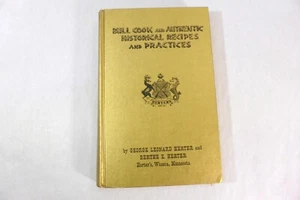 BULL COOK AND AUTHENTIC
HISTORICAL RECIPES
AND PRACTICES
by GEORGE LEONARD HERTER and
BERTHE E. HERTER
Herter's, Waseca, Minnesota